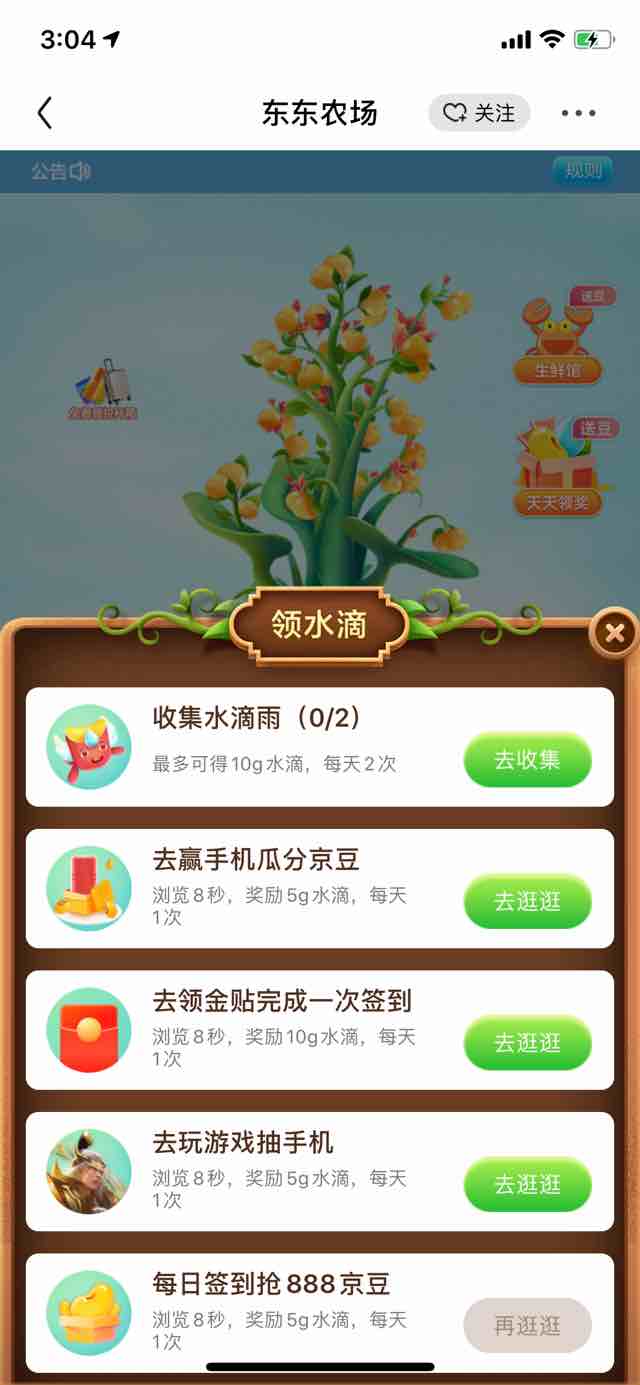 3:04
东东农场
关注
公告
规则
送豆
生鲜馆
送豆
天天领奖
领水滴
收集水滴雨（0/2）
最多可得10g水滴，每天2次
去收集
去赢手机瓜分京豆
浏览8秒，奖励5g水滴，每天
1次
去逛逛
去领金贴完成一次签到
浏览8秒，奖励10g水滴，每天
1次
去逛逛
去玩游戏抽手机
浏览8秒，奖励5g水滴，每天
1次
去逛逛
每日签到抢888京豆
浏览8秒，奖励5g水滴，每天
1次
再逛逛